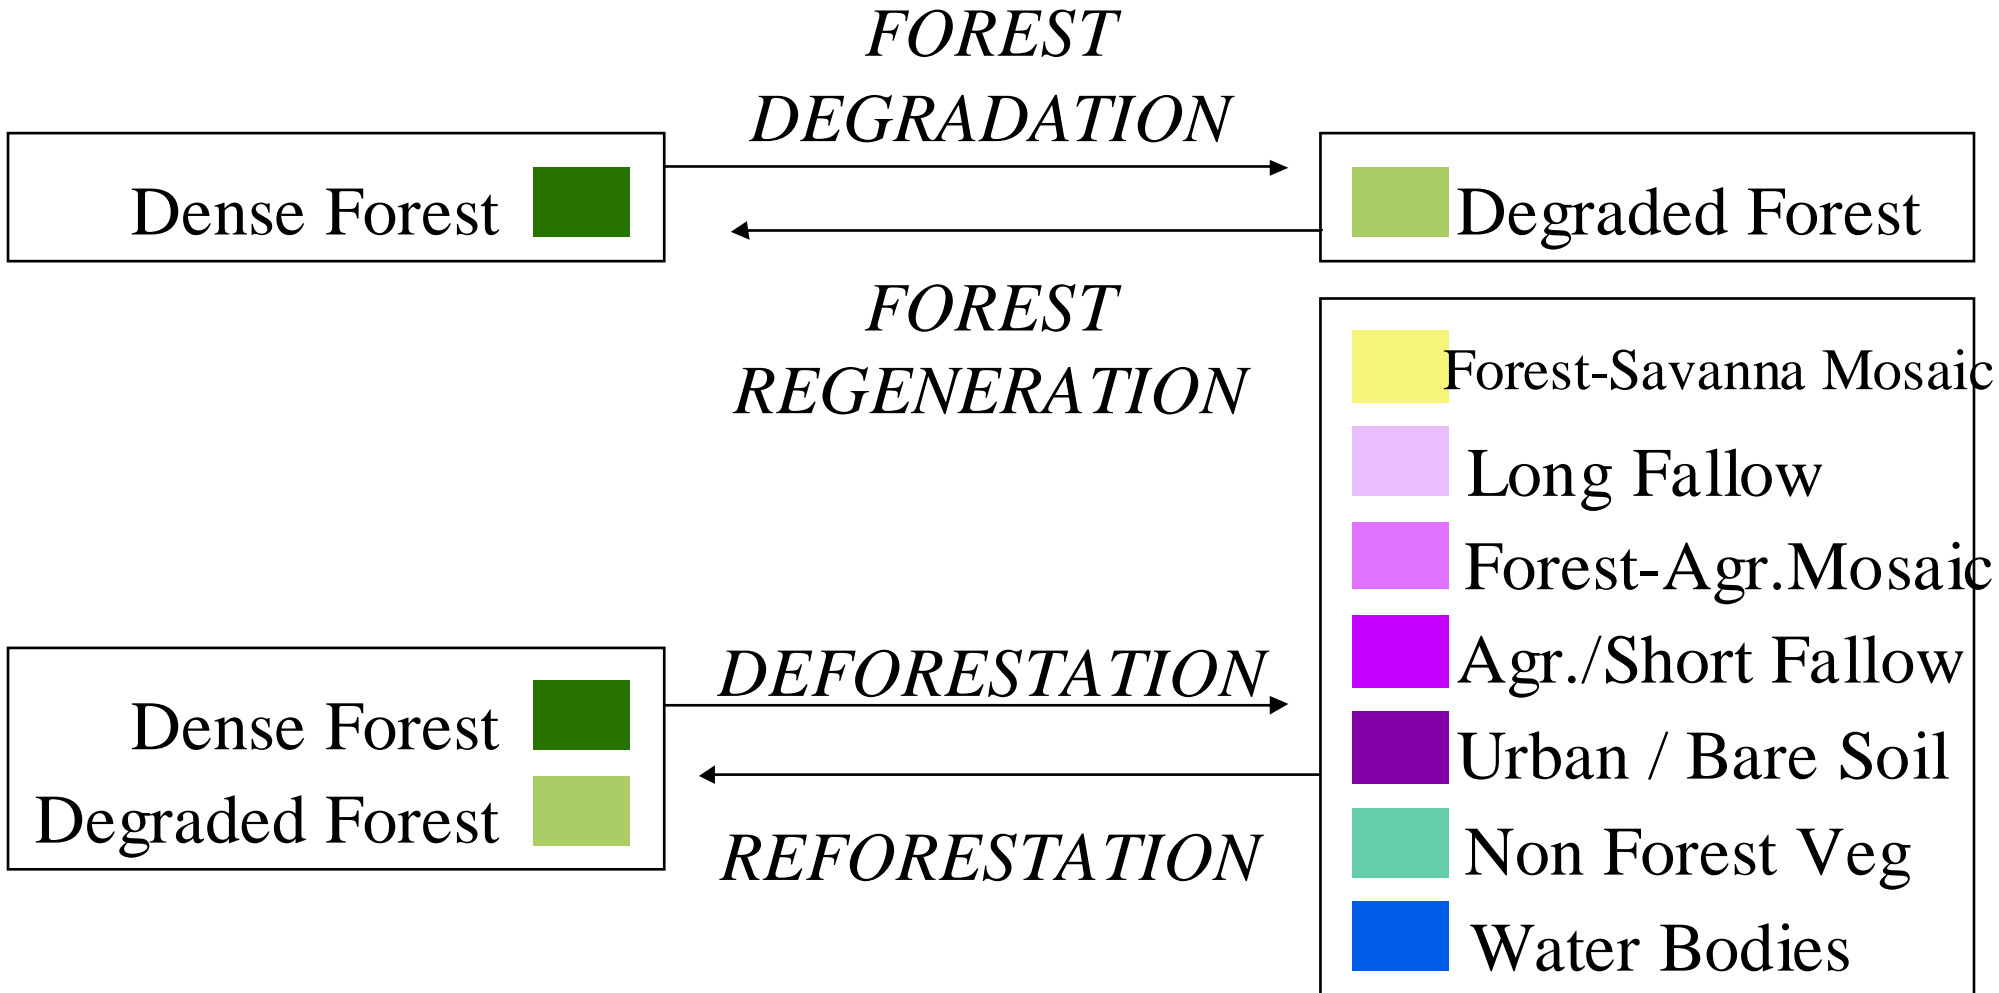 FOREST
DEGRADATION
Dense Forest
Degraded Forest
FOREST
REGENERATION
Forest-Savanna Mosaic
Long Fallow
Forest-Agr.Mosaic
Agr./Short Fallow
Urban / Bare Soil
Non Forest Veg
Water Bodies
DEFORESTATION
Dense Forest
Degraded Forest
REFORESTATION